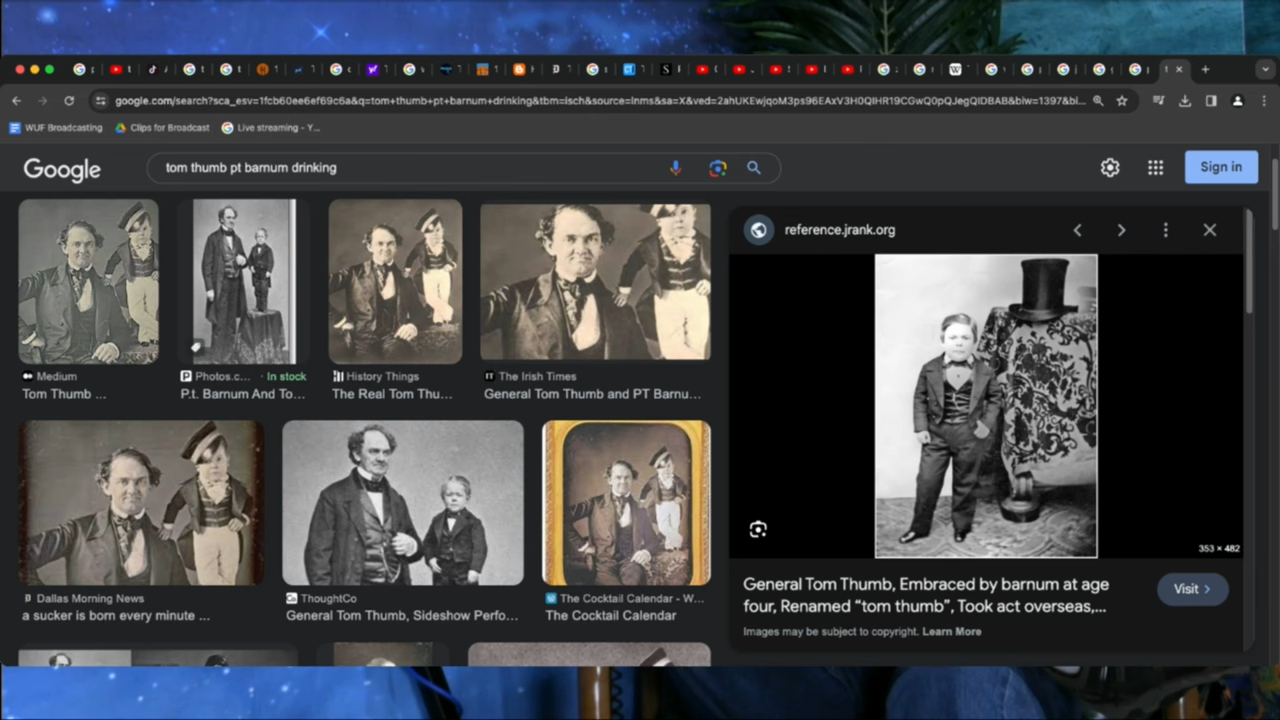 google.com/search?sca_esv=1fcb60ee6ef69c6a&q=tom+thumb+pt+barnum+drinking&tbm=isch&source=lnms&sa=X&ved=2ahUKEwjqoM3ps96EAxV3H0QIHR19CGwQ0pQJegQIDBAB&biw=1397&bi...
WUF Broadcasting
Clips for Broadcast
Live streaming - Y...
Google
tom thumb pt barnum drinking
Sign in
reference.jrank.org
Medium
Tom Thumb ...
Photos.c... · In stock
P.t. Barnum And To...
History Things
The Real Tom Thu...
The Irish Times
General Tom Thumb and PT Barnu...
353 × 482
General Tom Thumb, Embraced by barnum at age
four, Renamed “tom thumb”, Took act overseas,...
Visit
Images may be subject to copyright. Learn More
Dallas Morning News
a sucker is born every minute ...
ThoughtCo
General Tom Thumb, Sideshow Perfo...
The Cocktail Calendar - W...
The Cocktail Calendar